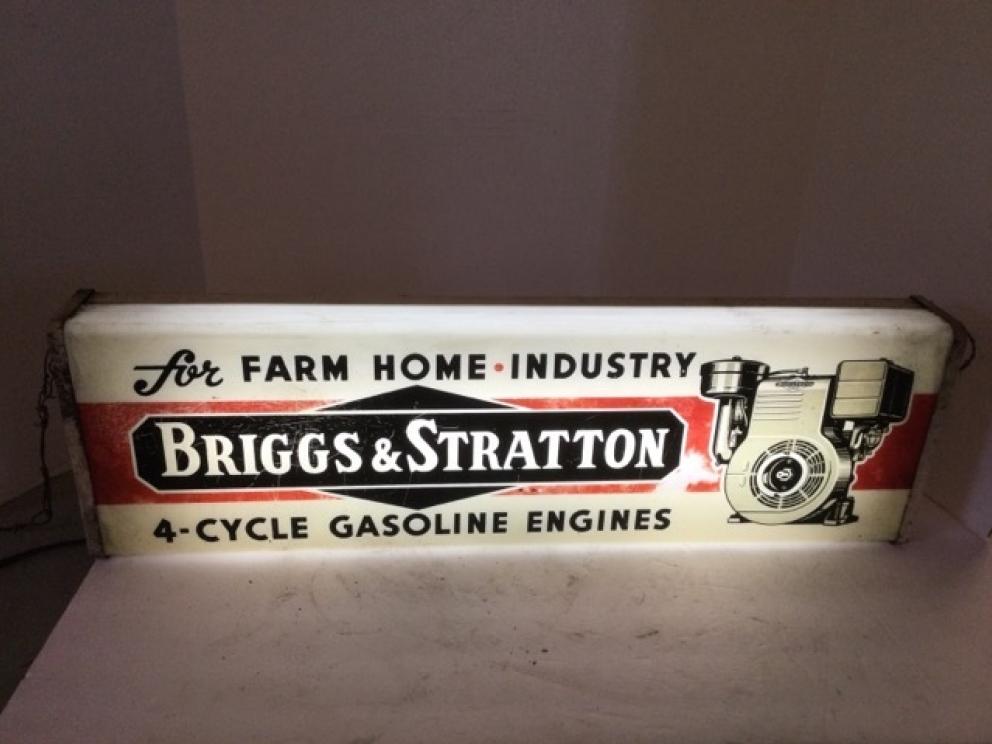 for FARM HOME • INDUSTRY
BRIGGS & STRATTON
4-CYCLE GASOLINE ENGINES